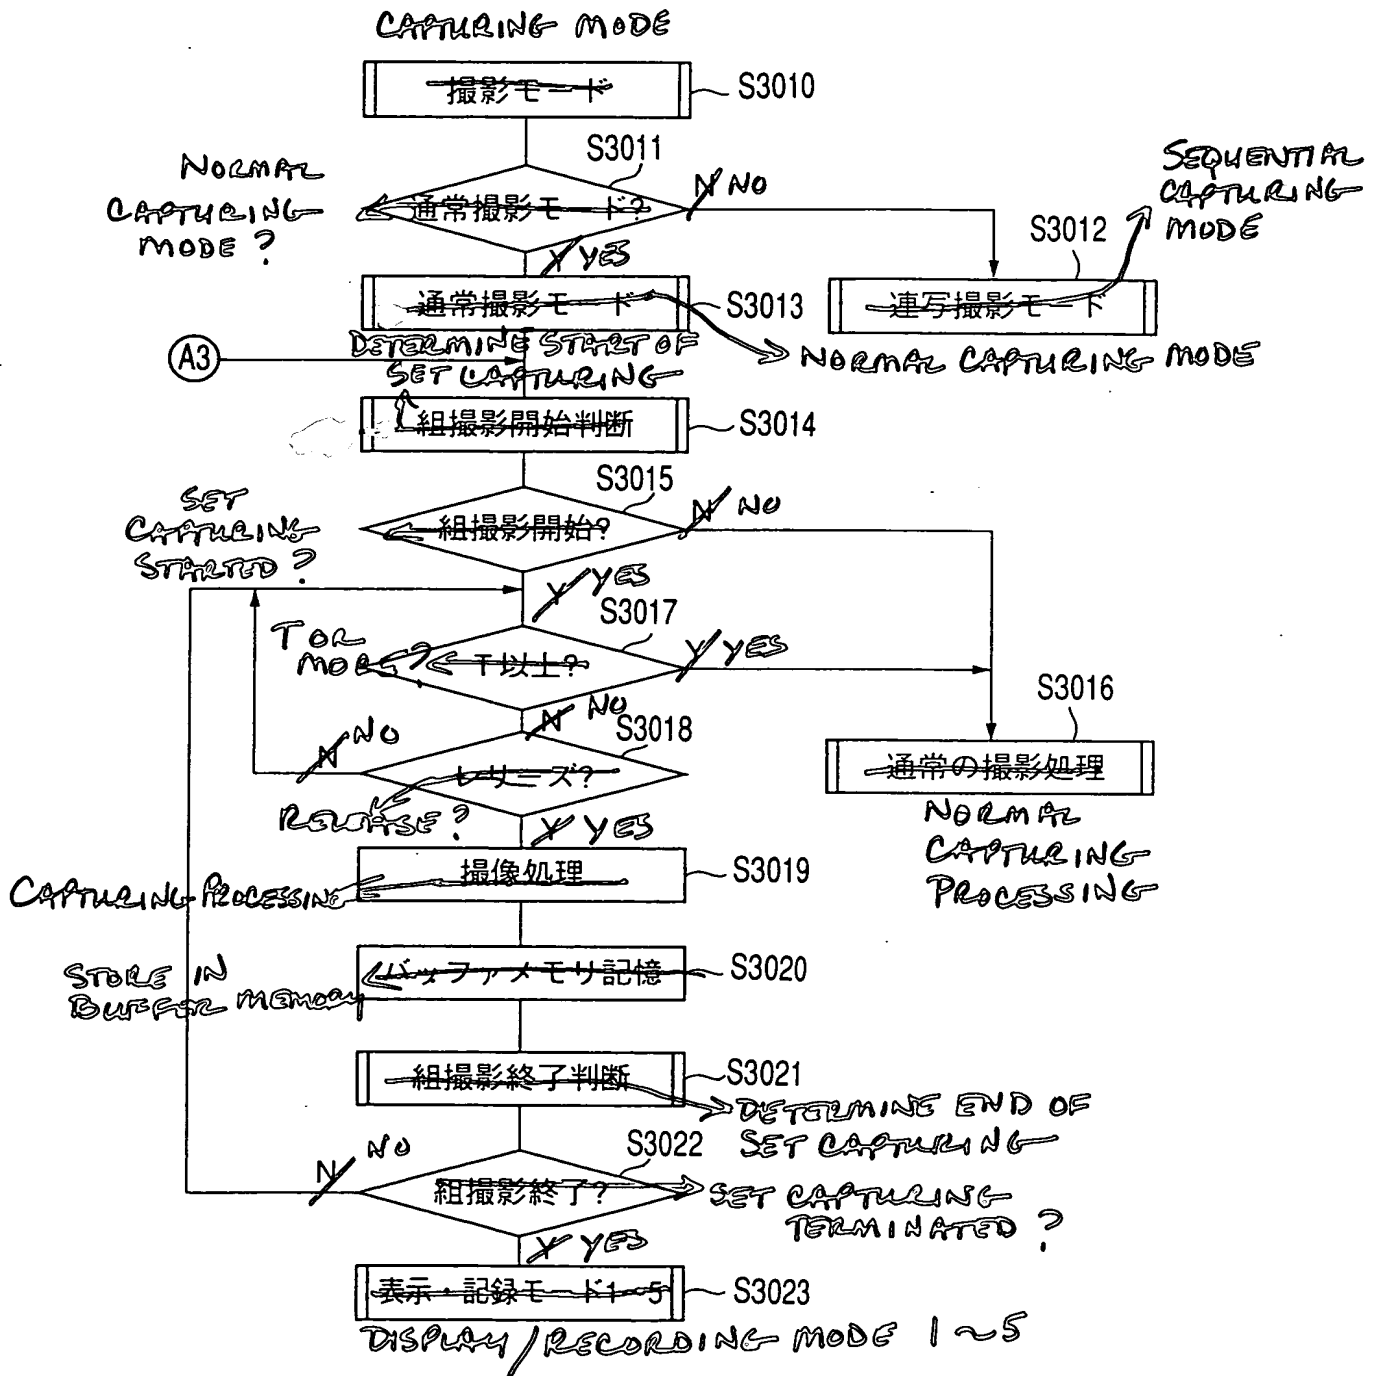 CAPTURING MODE
撮影モード
S3010
S3011
NORMAL
CAPTURING
MODE ?
通常撮影モード?
N NO
SEQUENTIAL
CAPTURING
MODE
S3012
Y YES
通常撮影モード
S3013
連写撮影モード
NORMAL CAPTURING MODE
A3
DETERMINE START OF
SET CAPTURING
組撮影開始判断
S3014
S3015
SET
CAPTURING
STARTED ?
組撮影開始?
N NO
Y YES
S3017
T OR
MORE ?
T以上?
Y YES
N NO
S3018
N NO
レリーズ?
RELEASE ?
Y YES
S3016
通常の撮影処理
NORMAL
CAPTURING
PROCESSING
撮像処理
S3019
CAPTURING PROCESSING
STORE IN
BUFFER MEMORY
バッファメモリ記憶
S3020
組撮影終了判断
S3021
DETERMINE END OF
SET CAPTURING
N NO
S3022
組撮影終了?
SET CAPTURING
TERMINATED ?
Y YES
表示・記録モード1~5
S3023
DISPLAY/RECORDING MODE 1~5